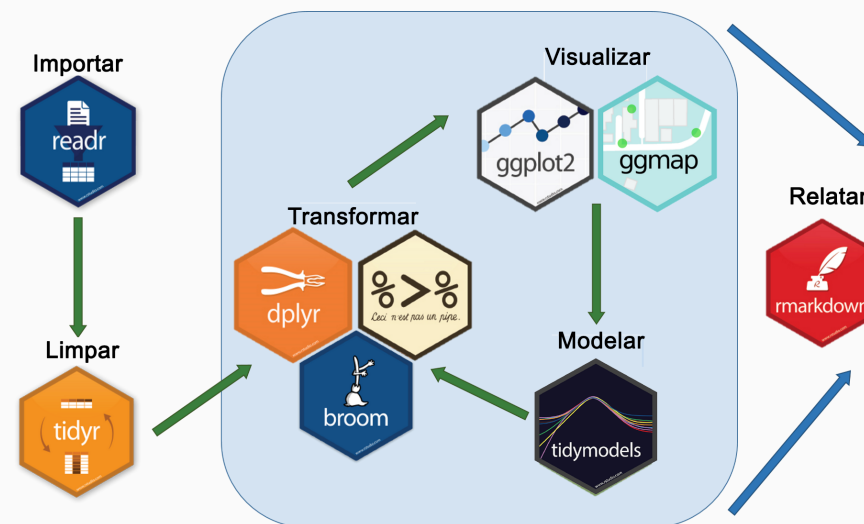 Importar
readr
Limpar
tidyr
Transformar
dplyr
%>%
Ceci n'est pas un pipe.
broom
Visualizar
ggplot2
ggmap
Modelar
tidymodels
Relatar
rmarkdown